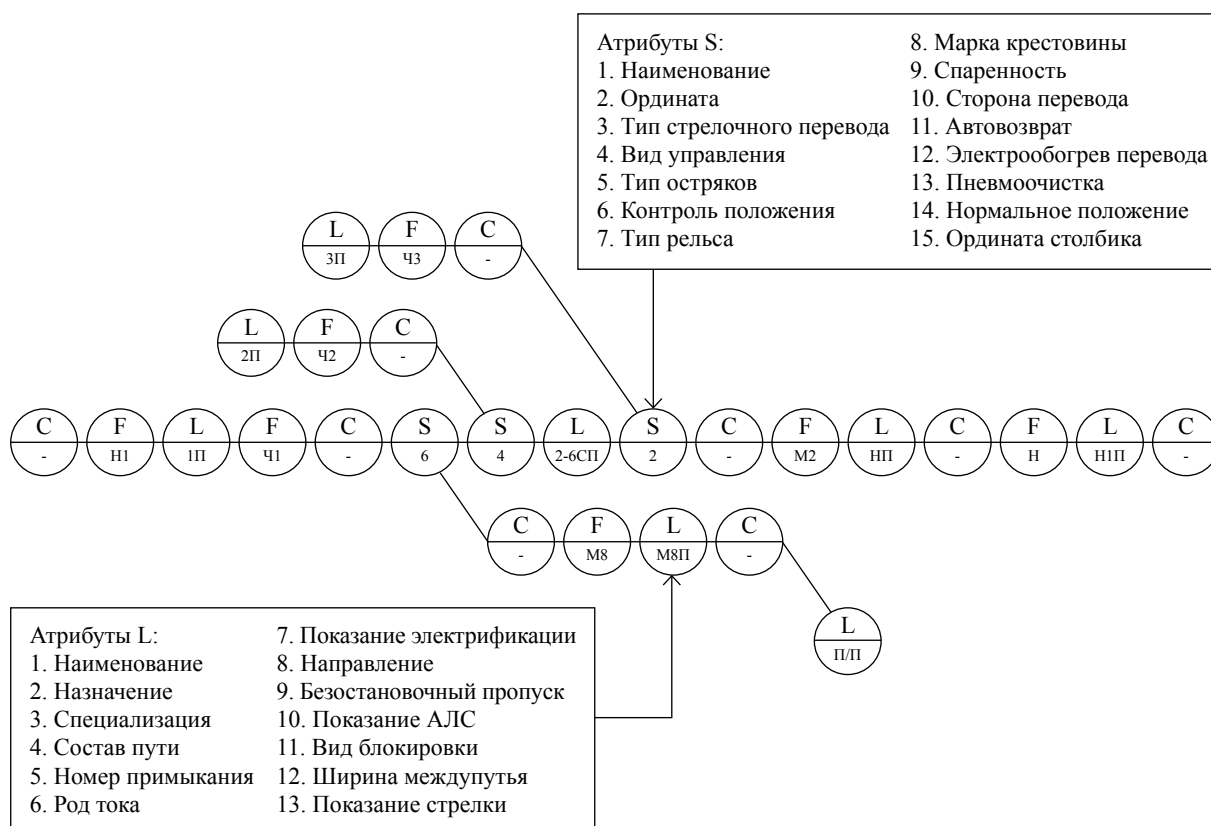 Атрибуты S:
1. Наименование
2. Ордината
3. Тип стрелочного перевода
4. Вид управления
5. Тип остряков
6. Контроль положения
7. Тип рельса
8. Марка крестовины
9. Спаренность
10. Сторона перевода
11. Автовозврат
12. Электрообогрев перевода
13. Пневмоочистка
14. Нормальное положение
15. Ордината столбика
L F C
3П Ч3 -
L F C
2П Ч2 -
C F L F C S S L S C F L C F L C
- Н1 1П Ч1 - 6 4 2-6СП 2 - М2 НП - Н Н1П -
C F L C
- М8 М8П -
L
П/П
Атрибуты L:
1. Наименование
2. Назначение
3. Специализация
4. Состав пути
5. Номер примыкания
6. Род тока
7. Показание электрификации
8. Направление
9. Безостановочный пропуск
10. Показание АЛС
11. Вид блокировки
12. Ширина междупутья
13. Показание стрелки